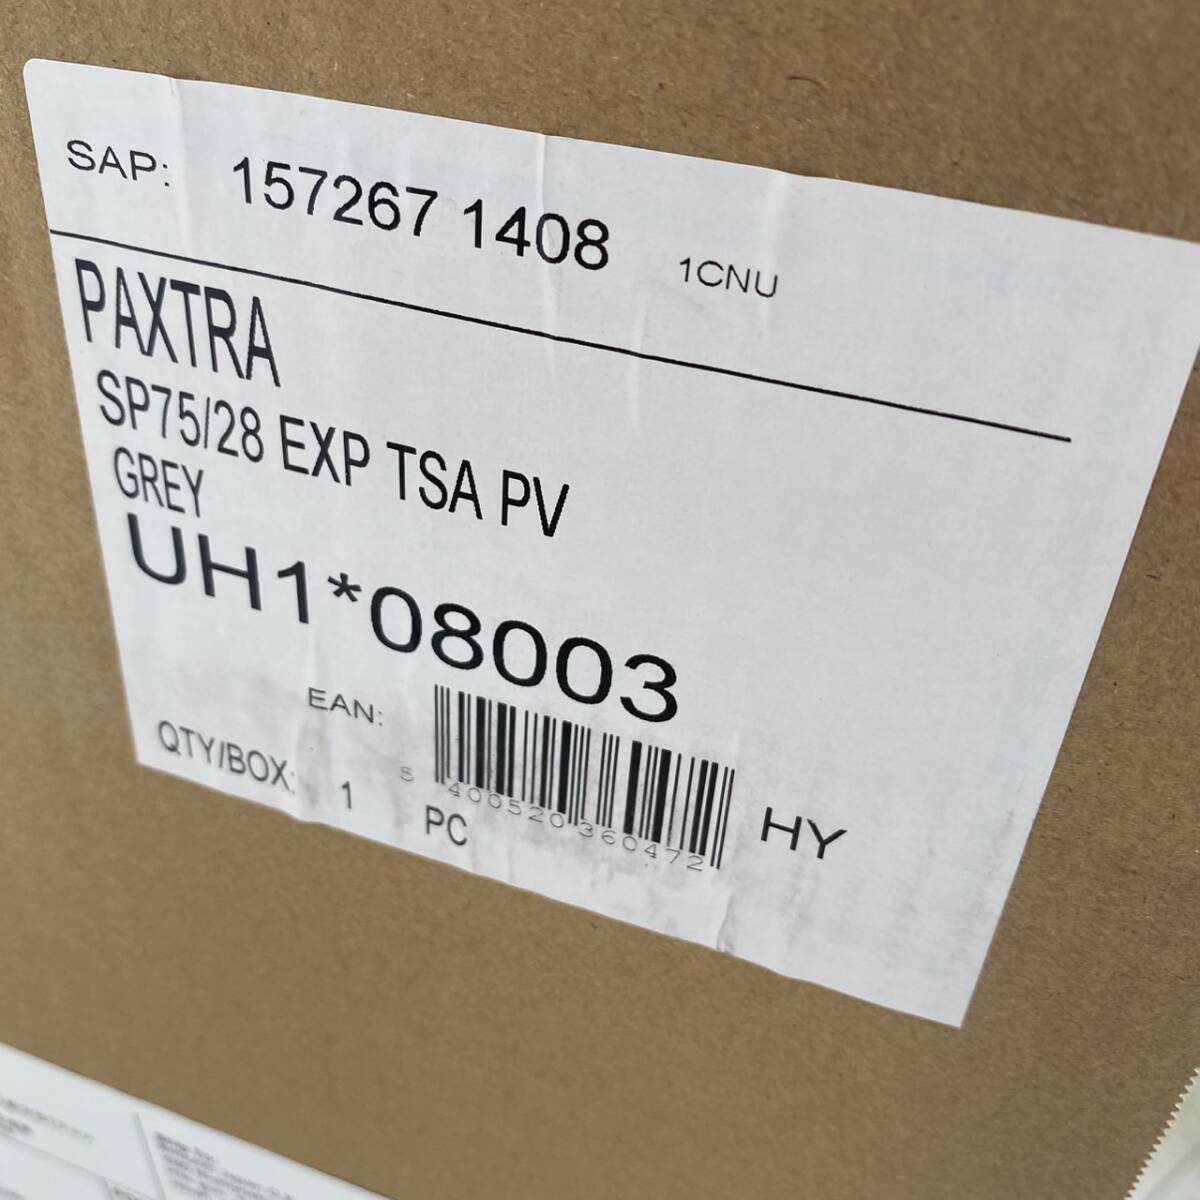 SAP: 157267 1408 1CNU
PAXTRA
SP75/28 EXP TSA PV
GREY
UH1*08003
EAN:
5 400520 360472
HY
QTY/BOX: 1 PC